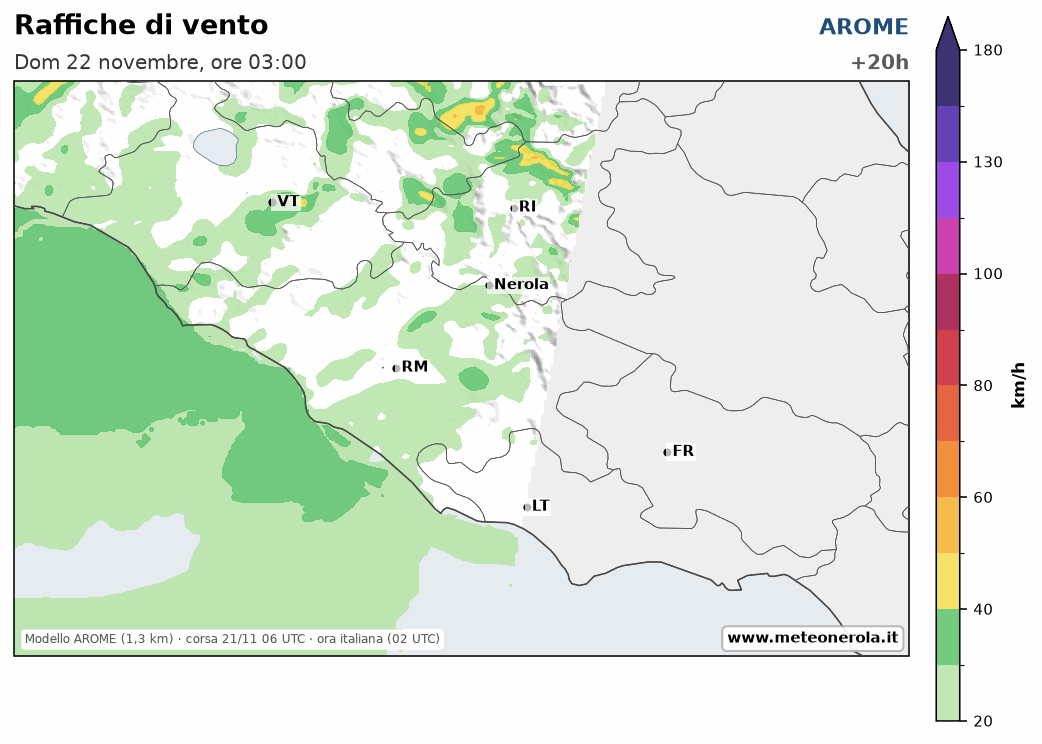 Raffiche di vento
AROME
Dom 22 novembre, ore 03:00
+20h
VT
RI
Nerola
RM
FR
LT
Modello AROME (1,3 km) · corsa 21/11 06 UTC · ora italiana (02 UTC)
www.meteonerola.it
180
130
100
80
60
40
20
km/h